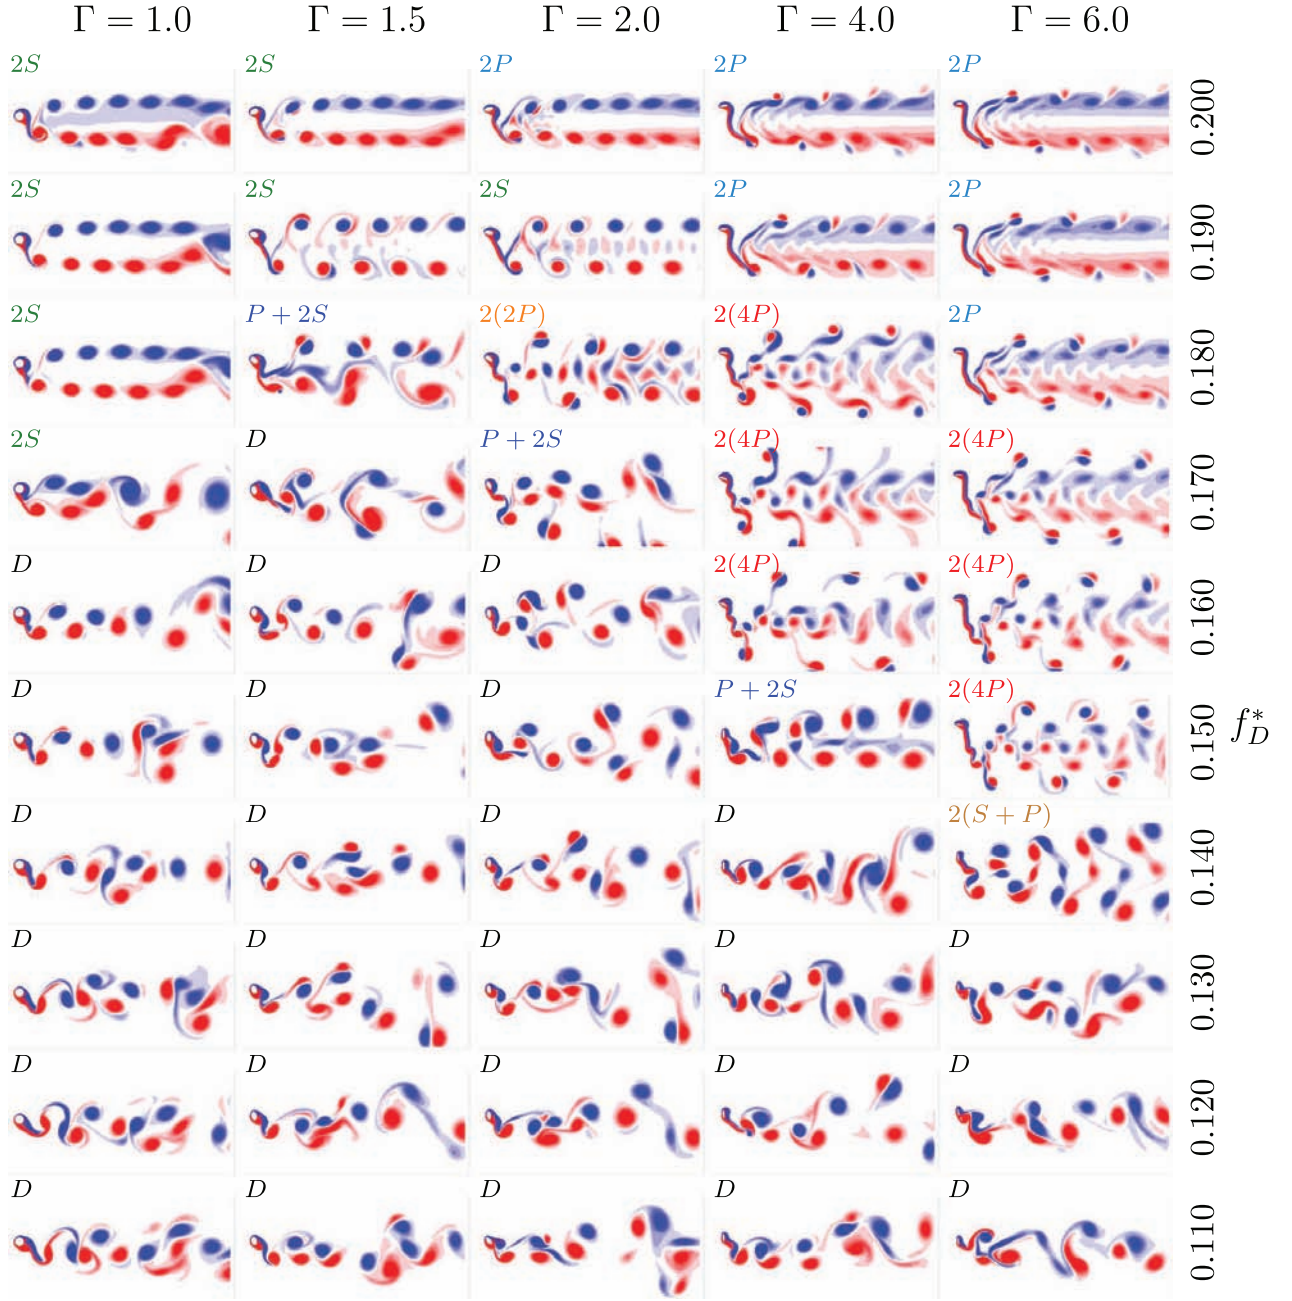 Γ = 1.0 Γ = 1.5 Γ = 2.0 Γ = 4.0 Γ = 6.0
2S 2S 2P 2P 2P 0.200
2S 2S 2S 2P 2P 0.190
2S P + 2S 2(2P) 2(4P) 2P 0.180
2S D P + 2S 2(4P) 2(4P) 0.170
D D D 2(4P) 2(4P) 0.160
D D D P + 2S 2(4P) 0.150 f*_D
D D D D 2(S + P) 0.140
D D D D D 0.130
D D D D D 0.120
D D D D D 0.110